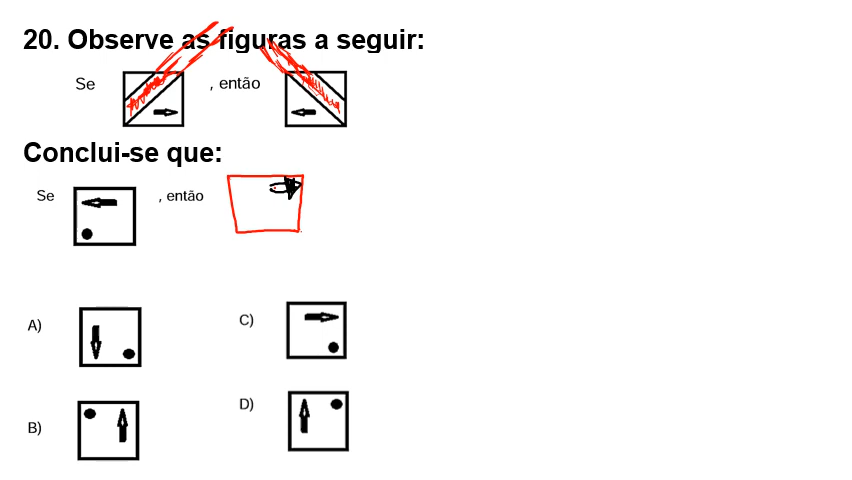 20. Observe as figuras a seguir:
Se , então
Conclui-se que:
Se , então
A) C)
B) D)